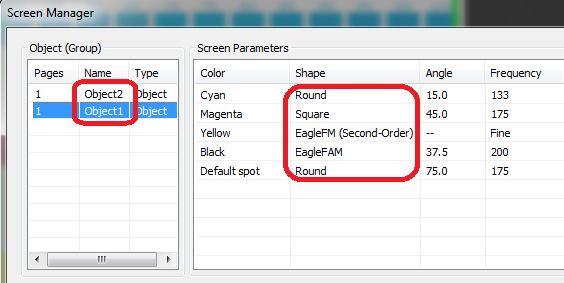 Screen Manager
Object (Group)
Pages Name Type
1 Object2 Object
1 Object1 Object
Screen Parameters
Color Shape Angle Frequency
Cyan Round 15.0 133
Magenta Square 45.0 175
Yellow EagleFM (Second-Order) -- Fine
Black EagleFAM 37.5 200
Default spot Round 75.0 175